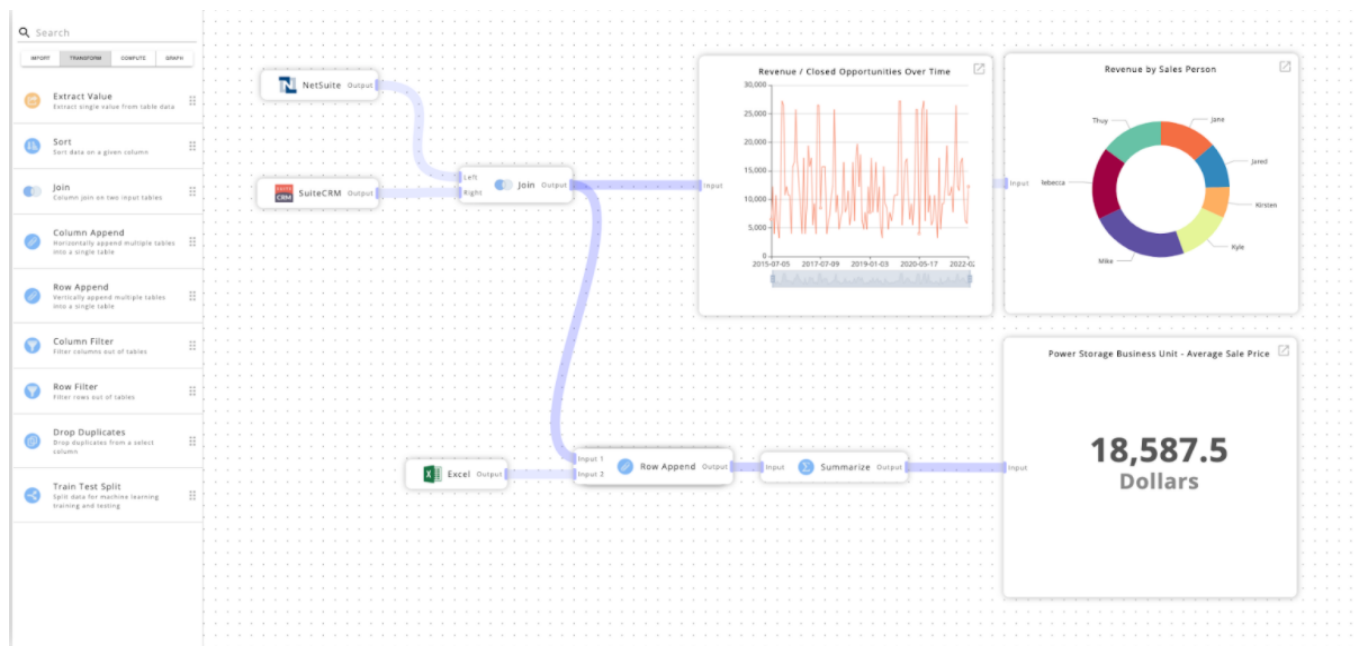 Search
IMPORT TRANSFORM COMPUTE GRAPH
Extract Value
Extract single value from table data
Sort
Sort data on a given column
Join
Column join on two input tables
Column Append
Horizontally append multiple tables
into a single table
Row Append
Vertically append multiple tables
into a single table
Column Filter
Filter columns out of tables
Row Filter
Filter rows out of tables
Drop Duplicates
Drop duplicates from a select
column
Train Test Split
Split data for machine learning
training and testing
N NetSuite Output
SUITE
CRM SuiteCRM Output
Left
Right
Join Output
Input
Revenue / Closed Opportunities Over Time
30,000
25,000
20,000
15,000
10,000
5,000
0
2015-07-05 2017-07-09 2019-01-03 2020-05-17 2022-02
Input
Revenue by Sales Person
Thuy
Jane
Jared
lebecca
Kirsten
Kyle
Mike
X Excel Output
Input 1
Input 2
Row Append Output
Input Σ Summarize Output
Input
Power Storage Business Unit - Average Sale Price
18,587.5
Dollars